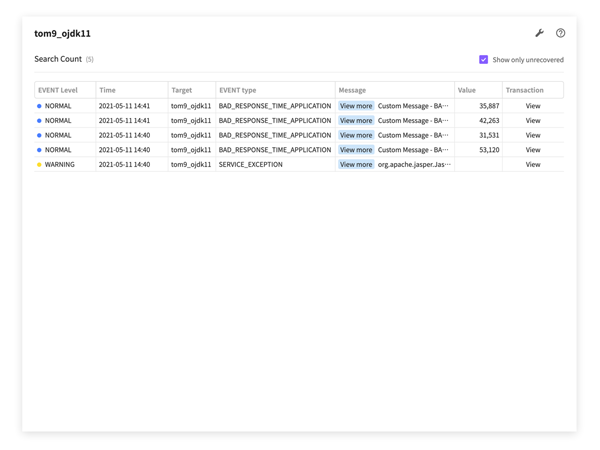 tom9_ojdk11
Search Count (5)
Show only unrecovered
EVENT Level Time Target EVENT type Message Value Transaction
NORMAL 2021-05-11 14:41 tom9_ojdk11 BAD_RESPONSE_TIME_APPLICATION View more Custom Message - BA··· 35,887 View
NORMAL 2021-05-11 14:41 tom9_ojdk11 BAD_RESPONSE_TIME_APPLICATION View more Custom Message - BA··· 42,263 View
NORMAL 2021-05-11 14:40 tom9_ojdk11 BAD_RESPONSE_TIME_APPLICATION View more Custom Message - BA··· 31,531 View
NORMAL 2021-05-11 14:40 tom9_ojdk11 BAD_RESPONSE_TIME_APPLICATION View more Custom Message - BA··· 53,120 View
WARNING 2021-05-11 14:40 tom9_ojdk11 SERVICE_EXCEPTION View more org.apache.jasper.Jas··· View